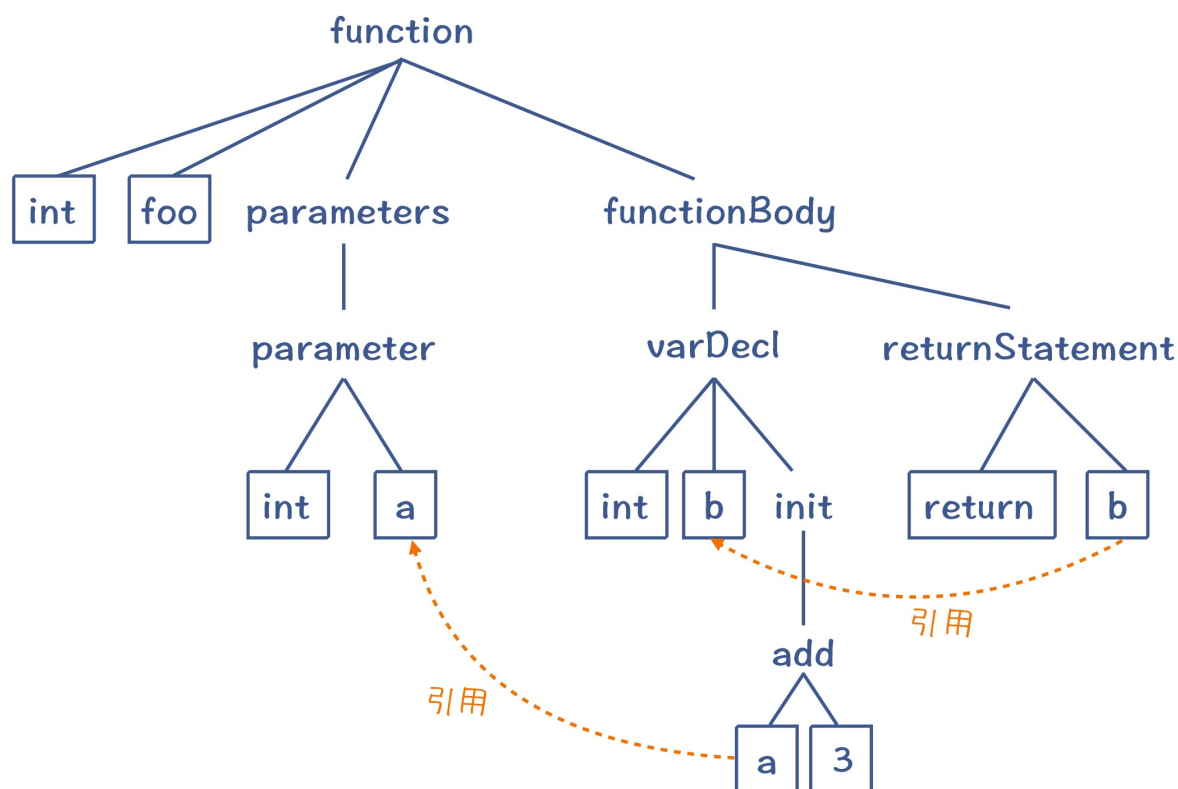 function
int foo parameters functionBody
parameter varDecl returnStatement
int a int b init return b
引用
add
引用
a 3